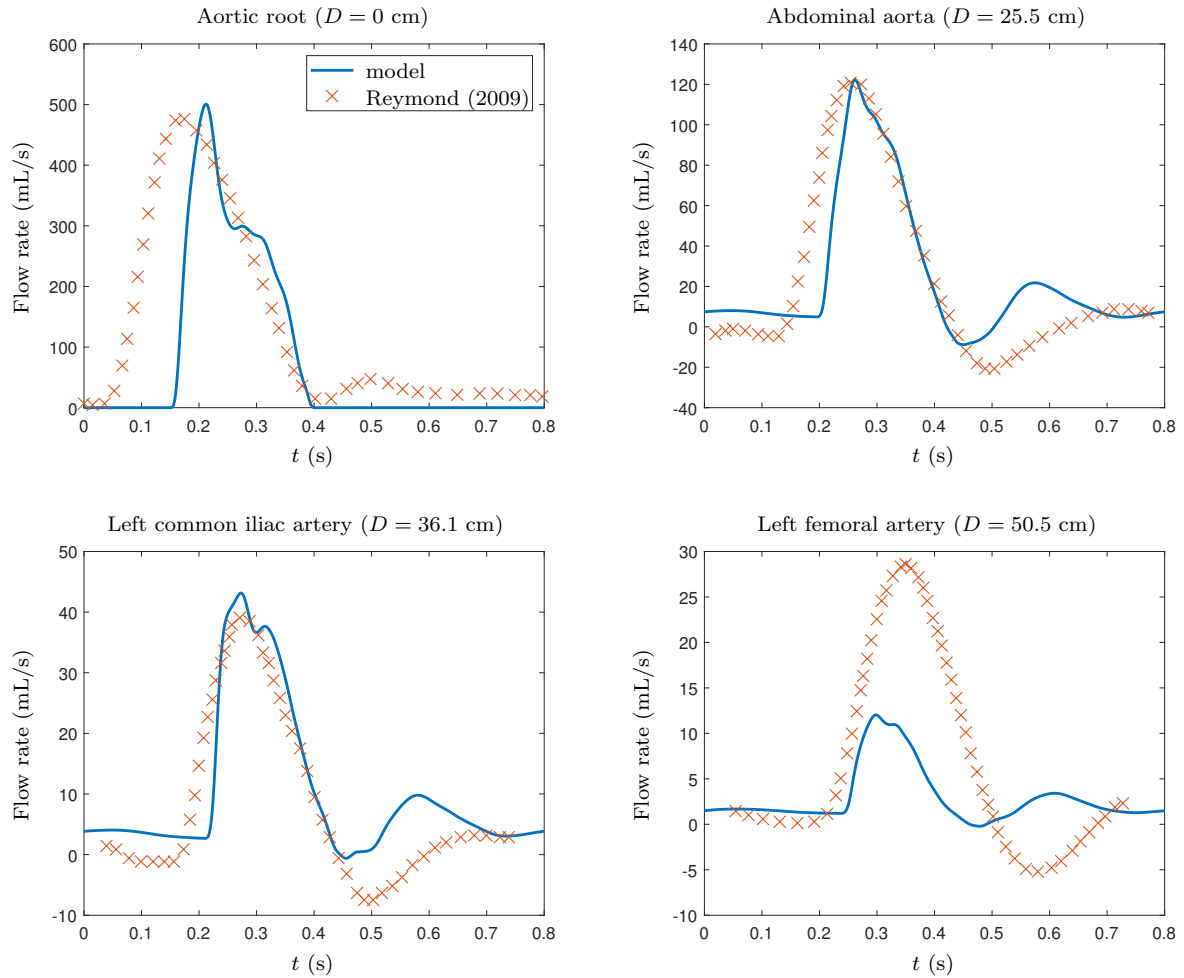 Aortic root (D = 0 cm)
Flow rate (mL/s)
600
500
400
300
200
100
0
0 0.1 0.2 0.3 0.4 0.5 0.6 0.7 0.8
t (s)
model
Reymond (2009)
Abdominal aorta (D = 25.5 cm)
Flow rate (mL/s)
140
120
100
80
60
40
20
0
-20
-40
0 0.1 0.2 0.3 0.4 0.5 0.6 0.7 0.8
t (s)
Left common iliac artery (D = 36.1 cm)
Flow rate (mL/s)
50
40
30
20
10
0
-10
0 0.1 0.2 0.3 0.4 0.5 0.6 0.7 0.8
t (s)
Left femoral artery (D = 50.5 cm)
Flow rate (mL/s)
30
25
20
15
10
5
0
-5
-10
0 0.1 0.2 0.3 0.4 0.5 0.6 0.7 0.8
t (s)